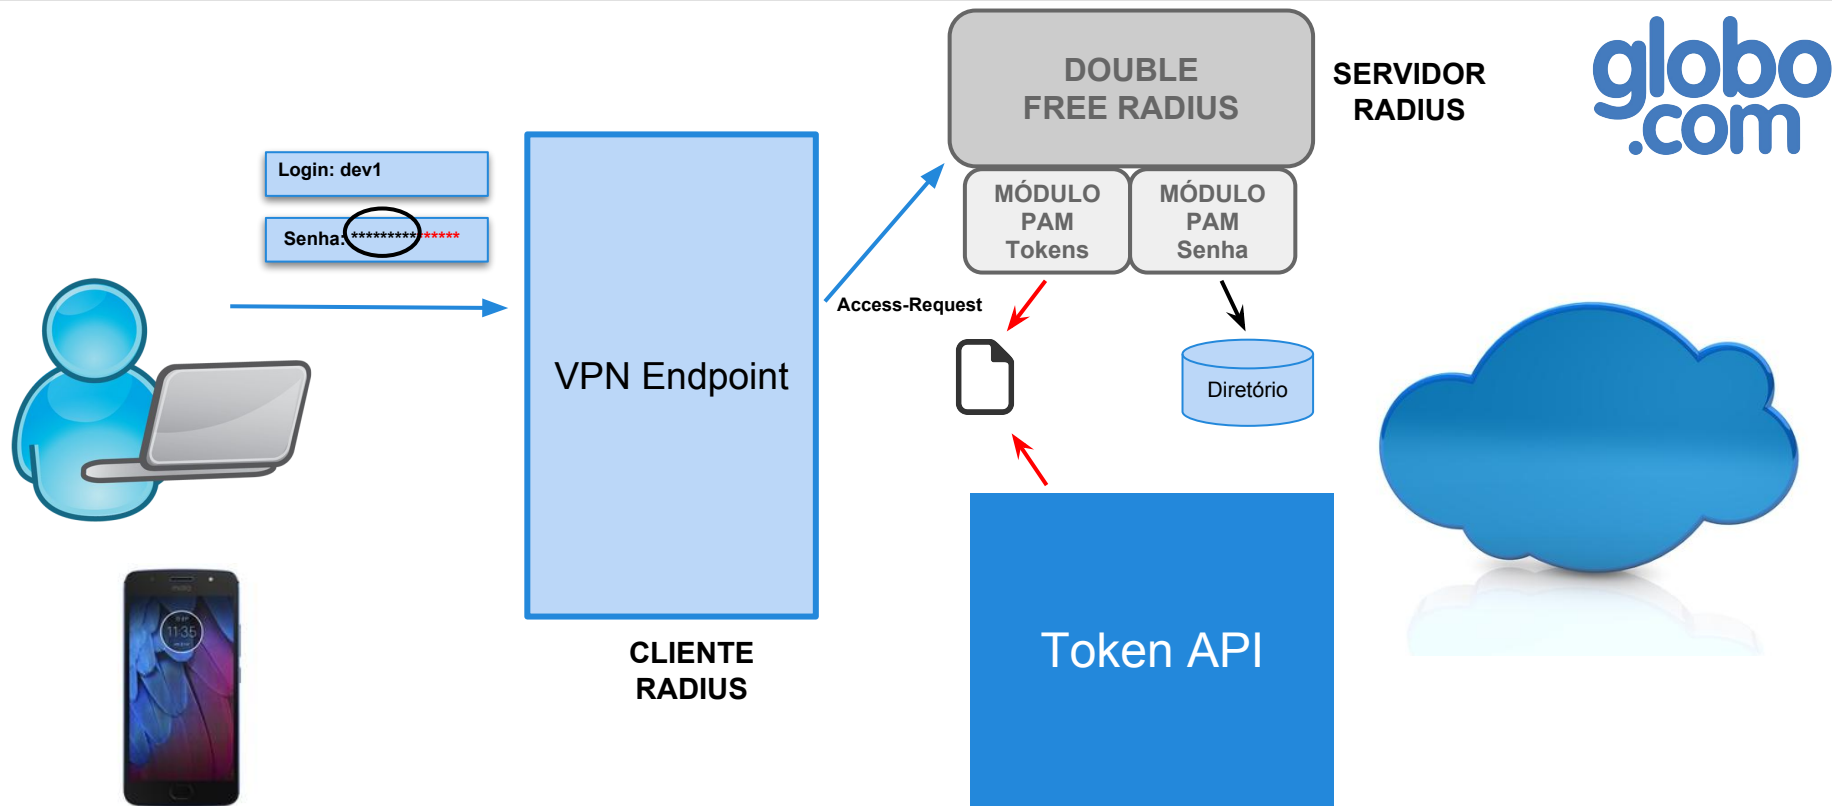 DOUBLE
FREE RADIUS
SERVIDOR
RADIUS
globo
.com
Login: dev1
Senha: ***************
MÓDULO
PAM
Tokens
MÓDULO
PAM
Senha
Access-Request
VPN Endpoint
Diretório
11:35
Token API
CLIENTE
RADIUS